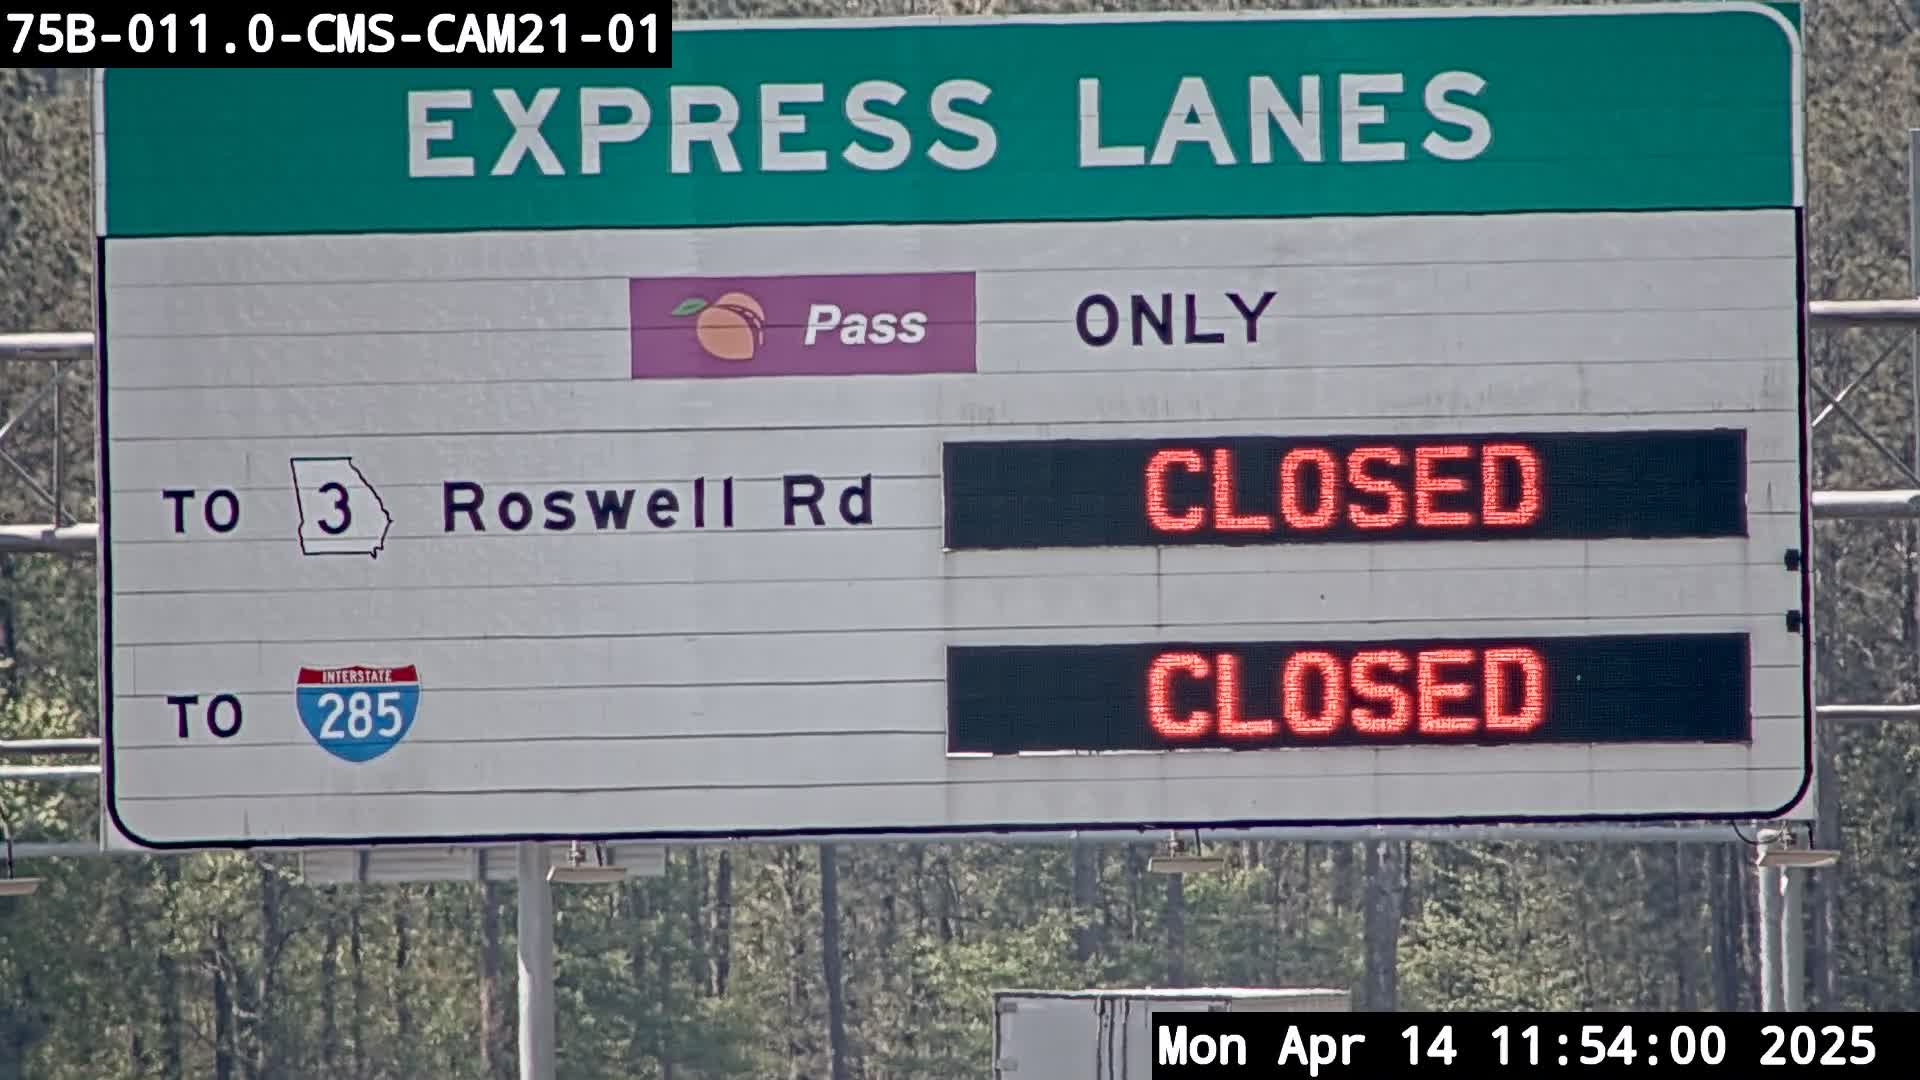 75B-011.0-CMS-CAM21-01
EXPRESS LANES
Pass ONLY
TO 3 Roswell Rd CLOSED
INTERSTATE
TO 285 CLOSED
Mon Apr 14 11:54:00 2025